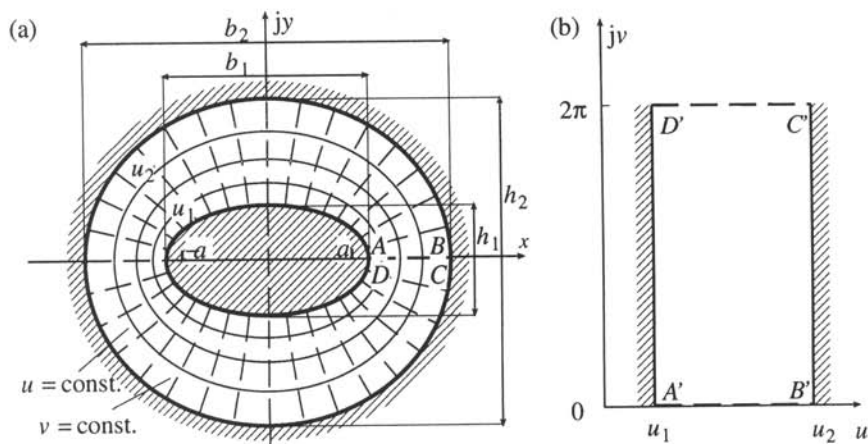 (a)
jy
b₂
b₁
u₂
u₁
h₂
h₁
-a
a
A
B
x
D
C
u = const.
v = const.
(b)
jv
2π
D'
C'
A'
B'
0
u₁
u₂
u